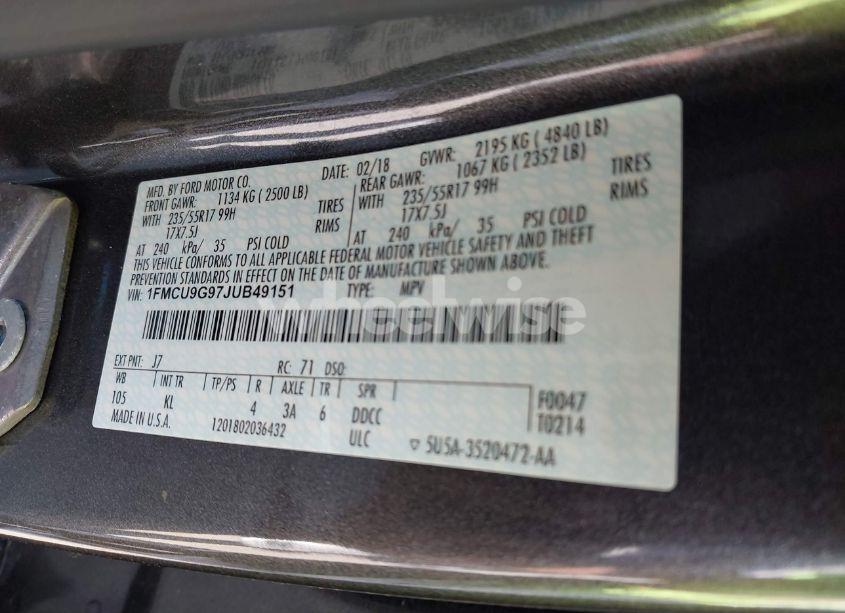 MFD. BY FORD MOTOR CO.
DATE: 02/18 GVWR: 2195 KG ( 4840 LB)
FRONT GAWR: 1134 KG ( 2500 LB)
REAR GAWR: 1067 KG ( 2352 LB)
WITH 235/55R17 99H TIRES
WITH 235/55R17 99H TIRES
17X7.5J RIMS
17X7.5J RIMS
AT 240 kPa/ 35 PSI COLD
AT 240 kPa/ 35 PSI COLD
THIS VEHICLE CONFORMS TO ALL APPLICABLE FEDERAL MOTOR VEHICLE SAFETY AND THEFT
PREVENTION STANDARDS IN EFFECT ON THE DATE OF MANUFACTURE SHOWN ABOVE.
VIN: 1FMCU9G97JUB49151 TYPE: MPV
wheelwise
EXT PNT: J7 RC: 71 DSO:
WB INT TR TP/PS R AXLE TR SPR
105 KL 4 3A 6 DDCC F0047
MADE IN U.S.A. 1201802036432 ULC T0214
▽ 5U5A-3520472-AA